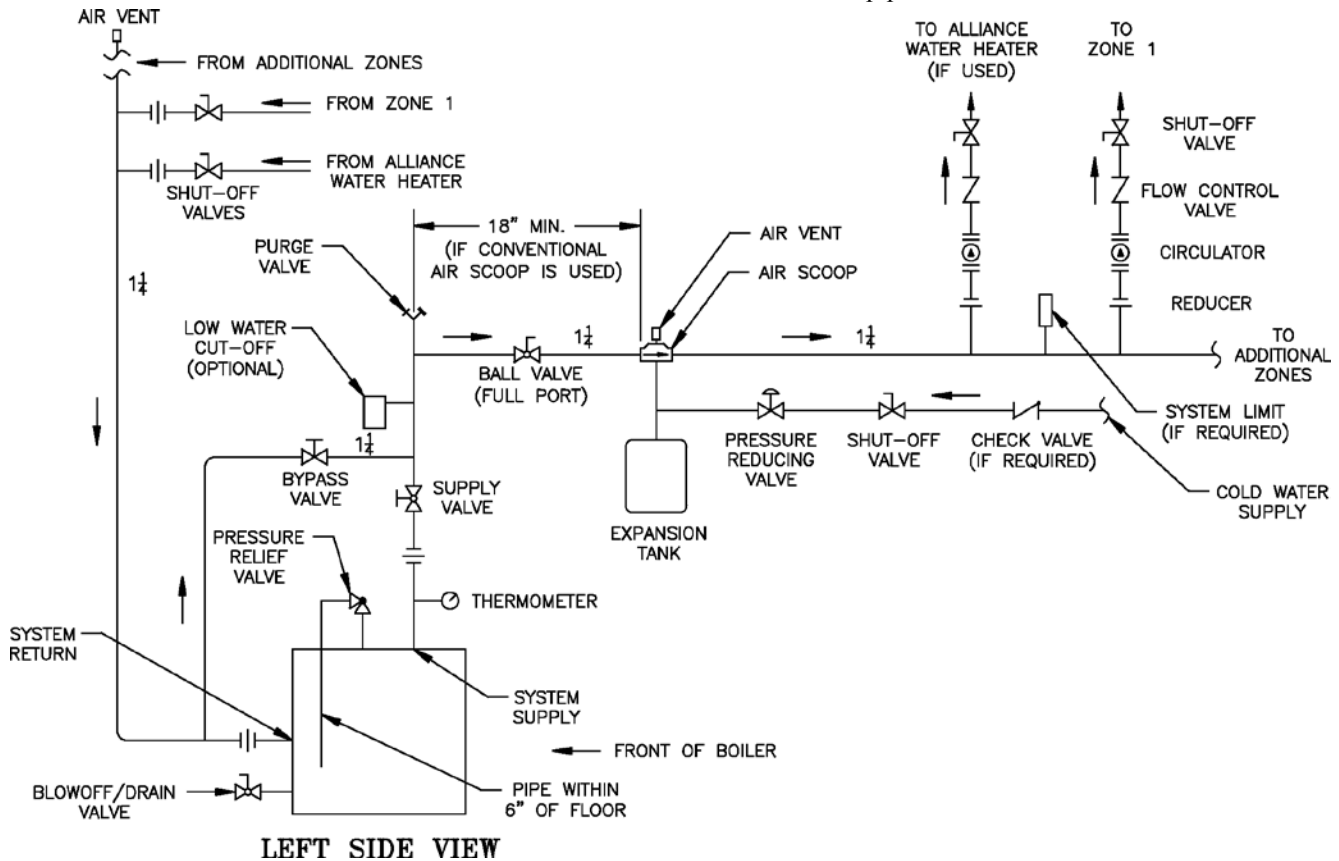 AIR VENT
FROM ADDITIONAL ZONES
FROM ZONE 1
FROM ALLIANCE
WATER HEATER
SHUT-OFF
VALVES
TO ALLIANCE
WATER HEATER
(IF USED)
TO
ZONE 1
SHUT-OFF
VALVE
FLOW CONTROL
VALVE
CIRCULATOR
REDUCER
PURGE
VALVE
18" MIN.
(IF CONVENTIONAL
AIR SCOOP IS USED)
AIR VENT
AIR SCOOP
1¼
LOW WATER
CUT-OFF
(OPTIONAL)
1¼
1¼
BALL VALVE
(FULL PORT)
TO
ADDITIONAL
ZONES
SYSTEM LIMIT
(IF REQUIRED)
1¼
BYPASS
VALVE
SUPPLY
VALVE
PRESSURE
REDUCING
VALVE
SHUT-OFF
VALVE
CHECK VALVE
(IF REQUIRED)
COLD WATER
SUPPLY
EXPANSION
TANK
PRESSURE
RELIEF
VALVE
THERMOMETER
SYSTEM
RETURN
SYSTEM
SUPPLY
FRONT OF BOILER
BLOWOFF/DRAIN
VALVE
PIPE WITHIN
6" OF FLOOR
LEFT SIDE VIEW